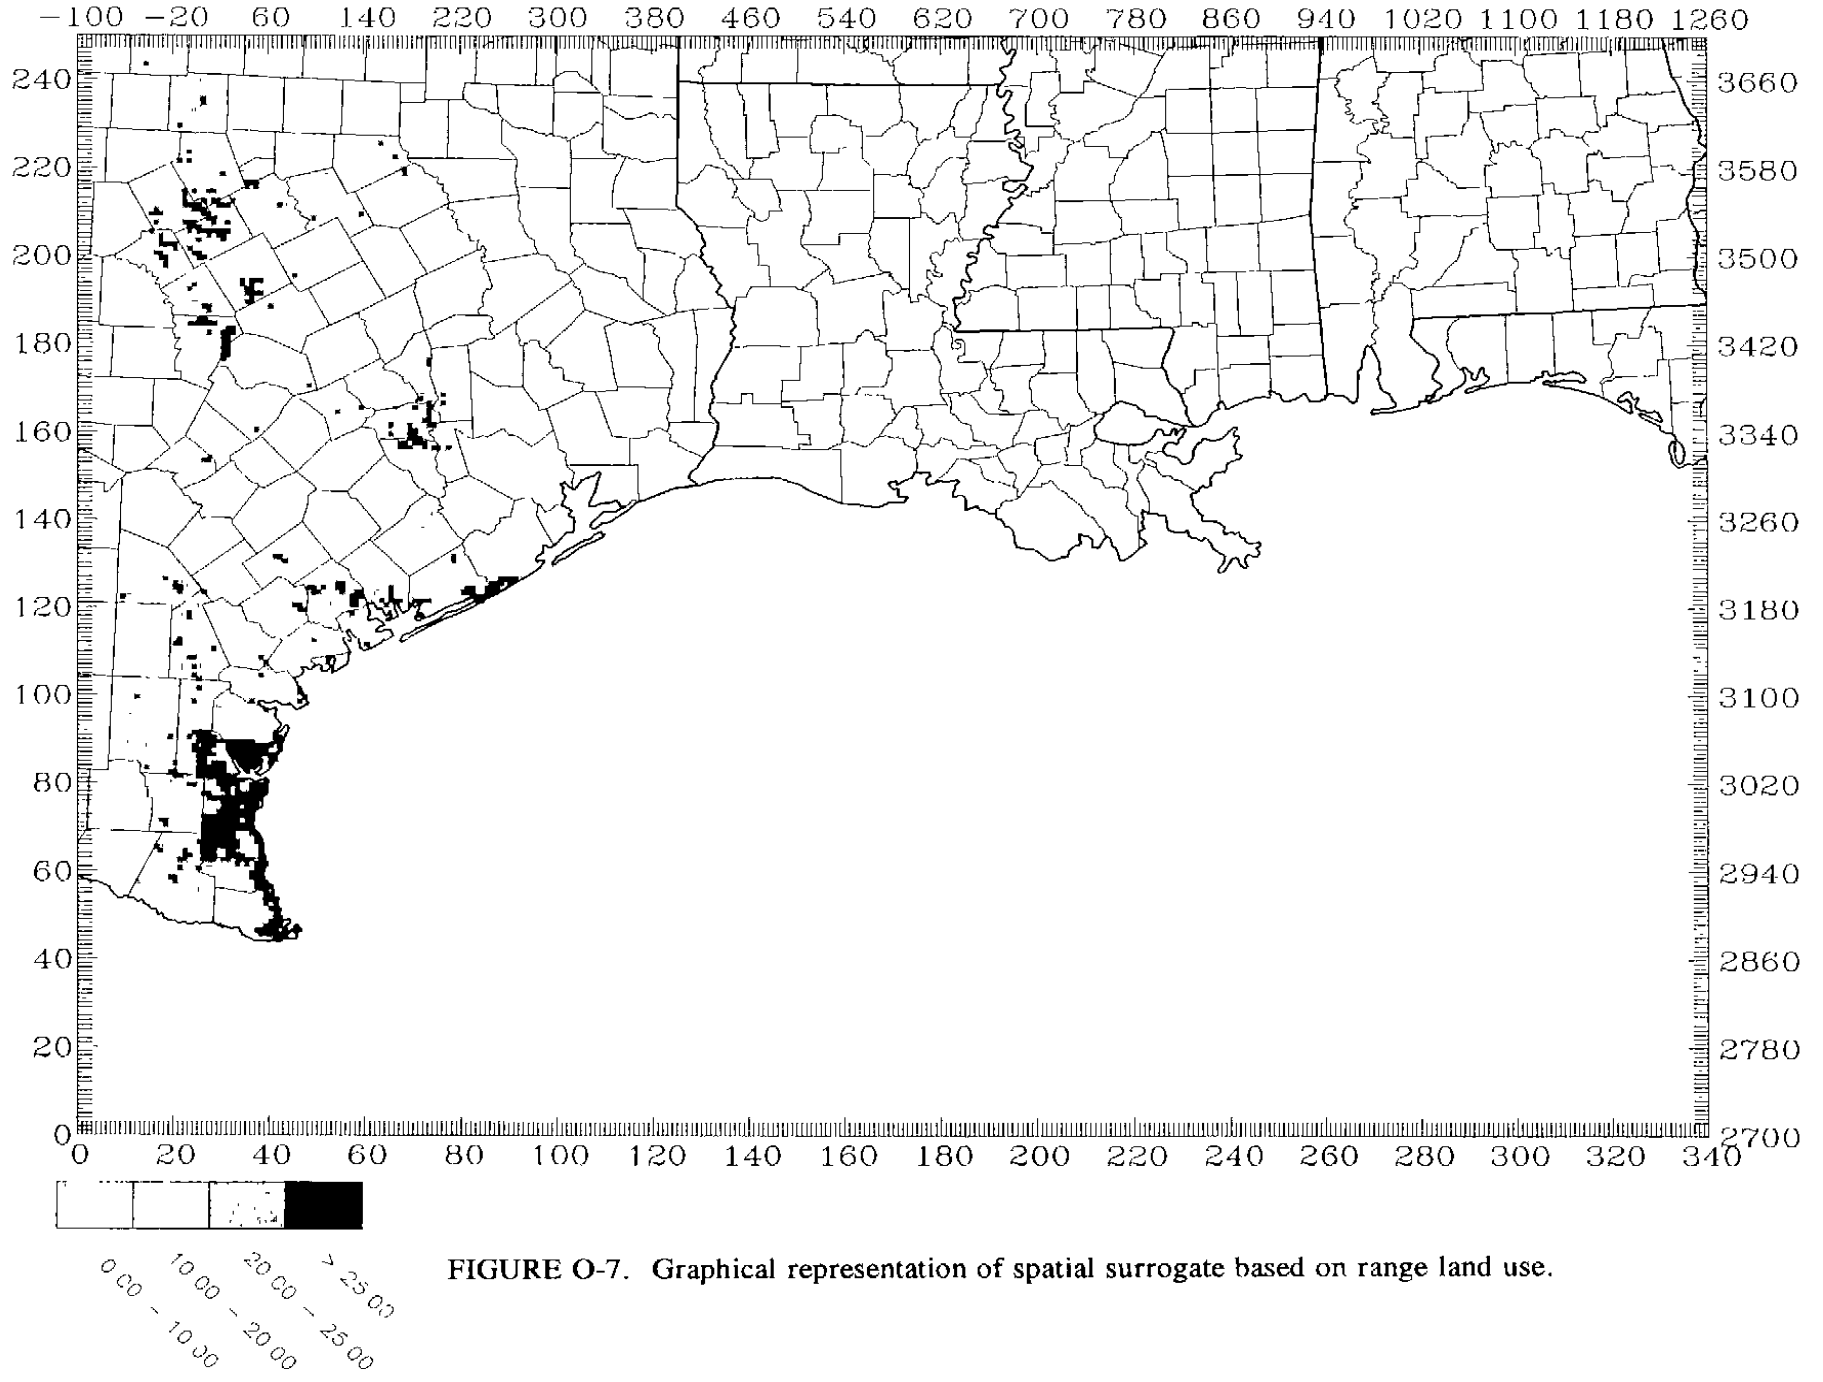 −100 −20 60 140 220 300 380 460 540 620 700 780 860 940 1020 1100 1180 1260
240 3660
220 3580
200 3500
180 3420
160 3340
140 3260
120 3180
100 3100
80 3020
60 2940
40 2860
20 2780
0 2700
0 20 40 60 80 100 120 140 160 180 200 220 240 260 280 300 320 340
0.00 − 10.00
10.00 − 20.00
20.00 − 25.00
> 25.00
FIGURE O-7. Graphical representation of spatial surrogate based on range land use.